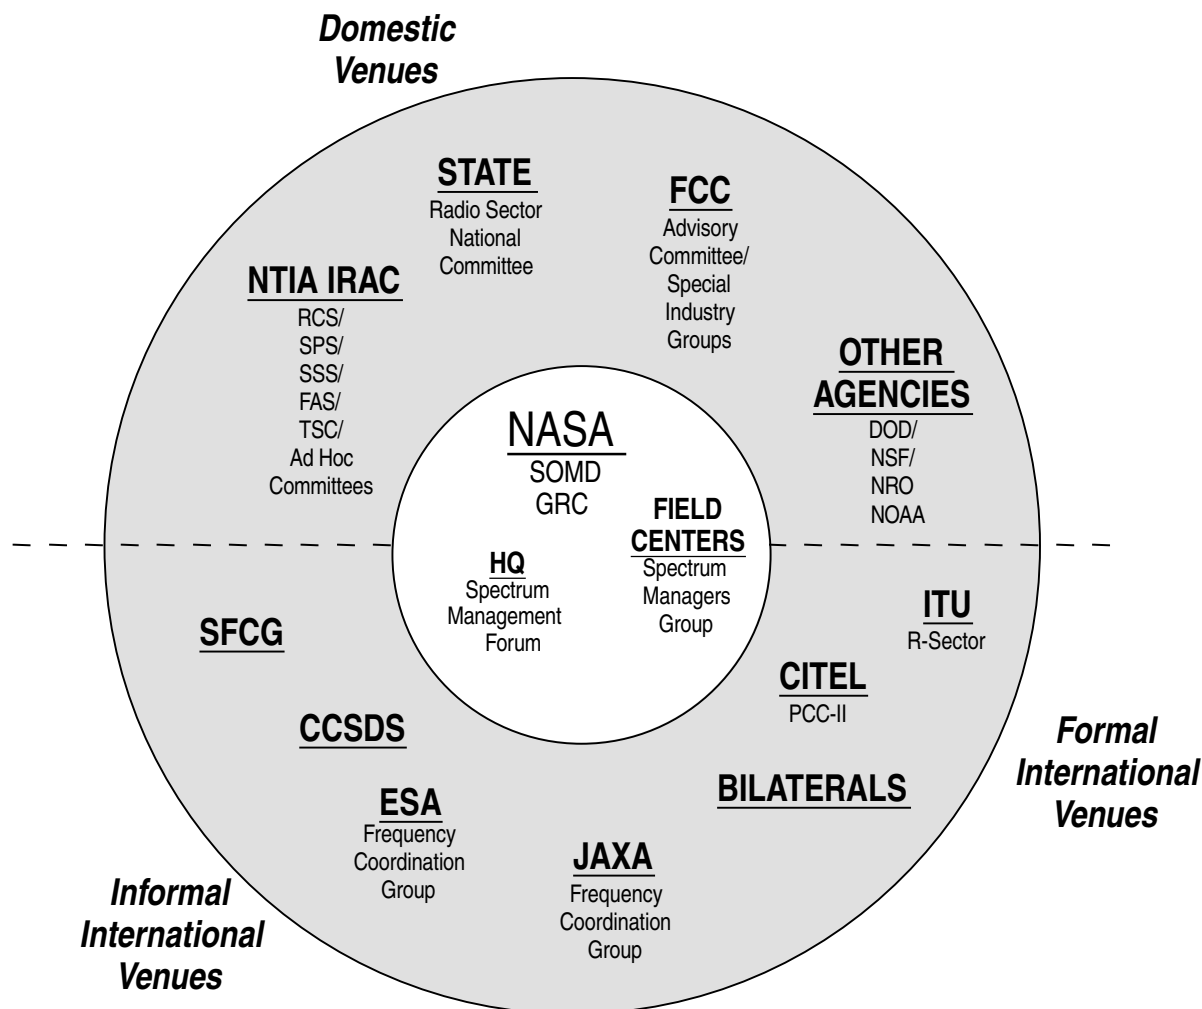 Domestic
Venues
STATE
Radio Sector
National
Committee
FCC
Advisory
Committee/
Special
Industry
Groups
NTIA IRAC
RCS/
SPS/
SSS/
FAS/
TSC/
Ad Hoc
Committees
OTHER
AGENCIES
DOD/
NSF/
NRO
NOAA
NASA
SOMD
GRC
FIELD
CENTERS
Spectrum
Managers
Group
HQ
Spectrum
Management
Forum
SFCG
CCSDS
ESA
Frequency
Coordination
Group
JAXA
Frequency
Coordination
Group
ITU
R-Sector
CITEL
PCC-II
BILATERALS
Formal
International
Venues
Informal
International
Venues